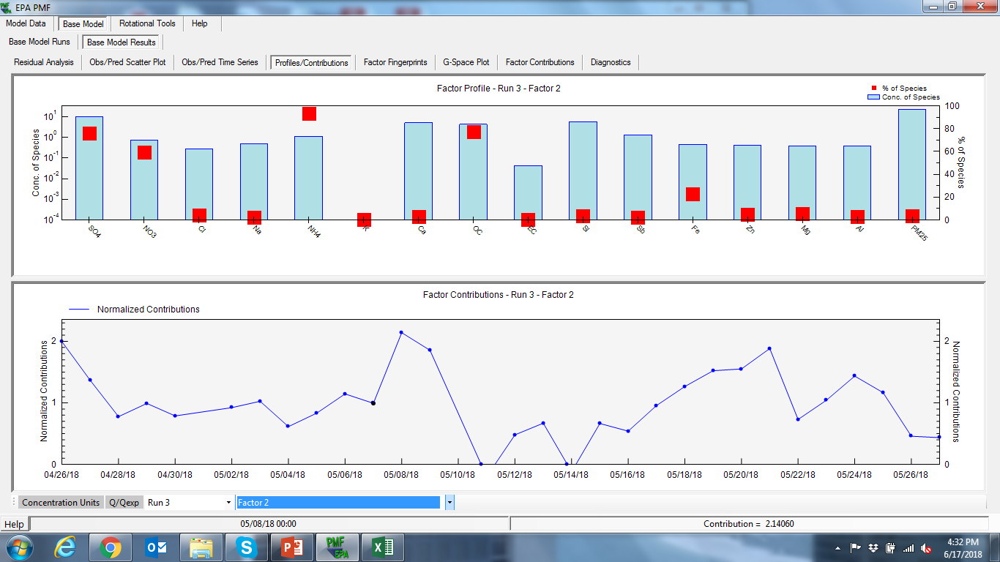 EPA PMF
Model Data Base Model Rotational Tools Help
Base Model Runs Base Model Results
Residual Analysis Obs/Pred Scatter Plot Obs/Pred Time Series Profiles/Contributions Factor Fingerprints G-Space Plot Factor Contributions Diagnostics
Factor Profile - Run 3 - Factor 2
% of Species
Conc. of Species
Conc. of Species
10^1
10^0
10^-1
10^-2
10^-3
10^-4
100
80
60
40
20
0
% of Species
SO4 NO3 Cl Na NH4 K Ca OC EC Si Sb Fe Zn Mg Al PM25
Factor Contributions - Run 3 - Factor 2
Normalized Contributions
Normalized Contributions
2
1
0
2
1
0
Normalized Contributions
04/26/18 04/28/18 04/30/18 05/02/18 05/04/18 05/06/18 05/08/18 05/10/18 05/12/18 05/14/18 05/16/18 05/18/18 05/20/18 05/22/18 05/24/18 05/26/18
Concentration Units Q/Qexp Run 3 Factor 2
Help 05/08/18 00:00 Contribution = 2.14060
PMF
EPA
4:32 PM
6/17/2018